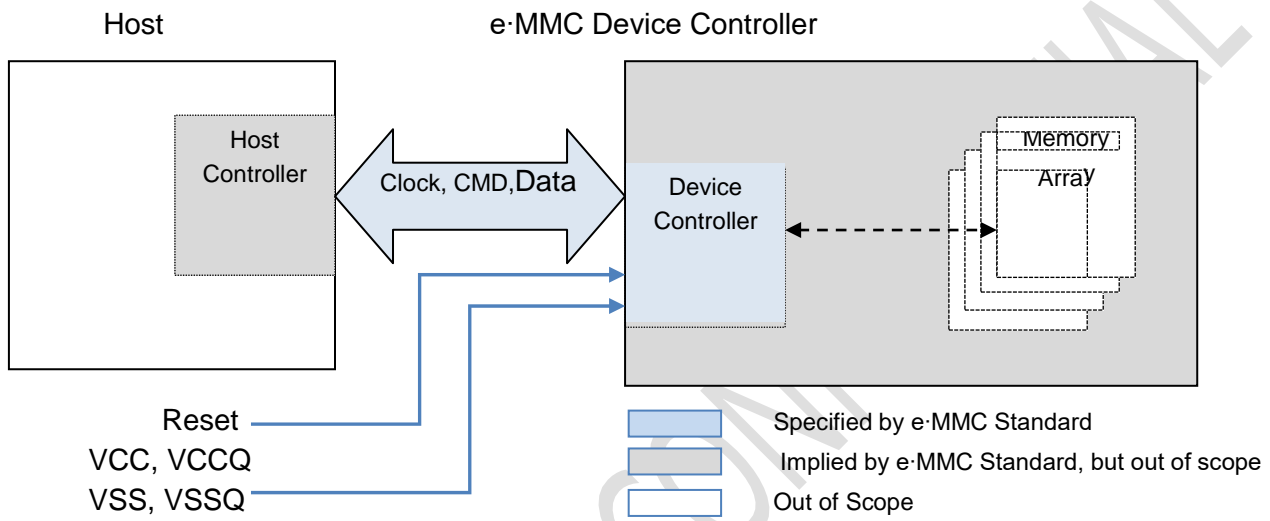 Host
e·MMC Device Controller
Host
Controller
Clock, CMD,Data
Device
Controller
Memory
Array
Reset
VCC, VCCQ
VSS, VSSQ
Specified by e·MMC Standard
Implied by e·MMC Standard, but out of scope
Out of Scope